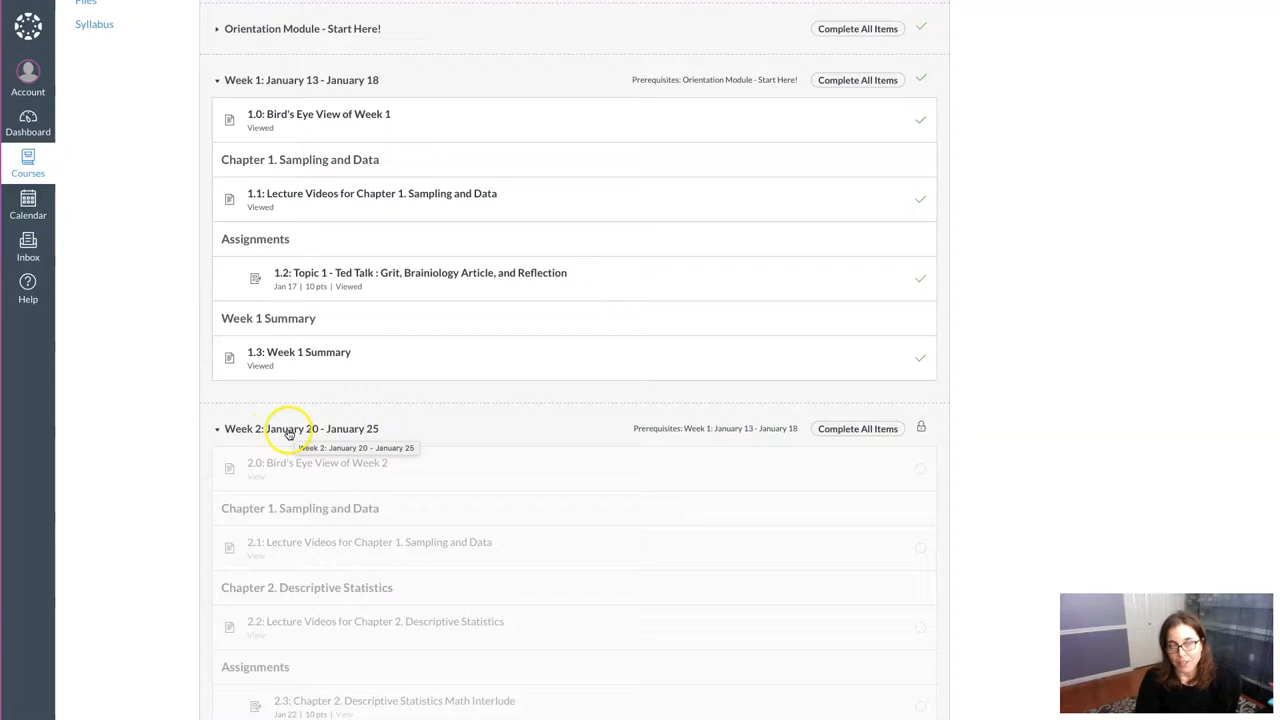 Files
Syllabus
Account
Dashboard
Courses
Calendar
Inbox
Help
Orientation Module - Start Here!
Complete All Items
Week 1: January 13 - January 18
Prerequisites: Orientation Module - Start Here!
Complete All Items
1.0: Bird's Eye View of Week 1
Viewed
Chapter 1. Sampling and Data
1.1: Lecture Videos for Chapter 1. Sampling and Data
Viewed
Assignments
1.2: Topic 1 - Ted Talk : Grit, Brainiology Article, and Reflection
Jan 17 | 10 pts | Viewed
Week 1 Summary
1.3: Week 1 Summary
Viewed
Week 2: January 20 - January 25
Prerequisites: Week 1: January 13 - January 18
Complete All Items
Week 2: January 20 - January 25
2.0: Bird's Eye View of Week 2
View
Chapter 1. Sampling and Data
2.1: Lecture Videos for Chapter 1. Sampling and Data
View
Chapter 2. Descriptive Statistics
2.2: Lecture Videos for Chapter 2. Descriptive Statistics
View
Assignments
2.3: Chapter 2. Descriptive Statistics Math Interlude
Jan 22 | 10 pts | View